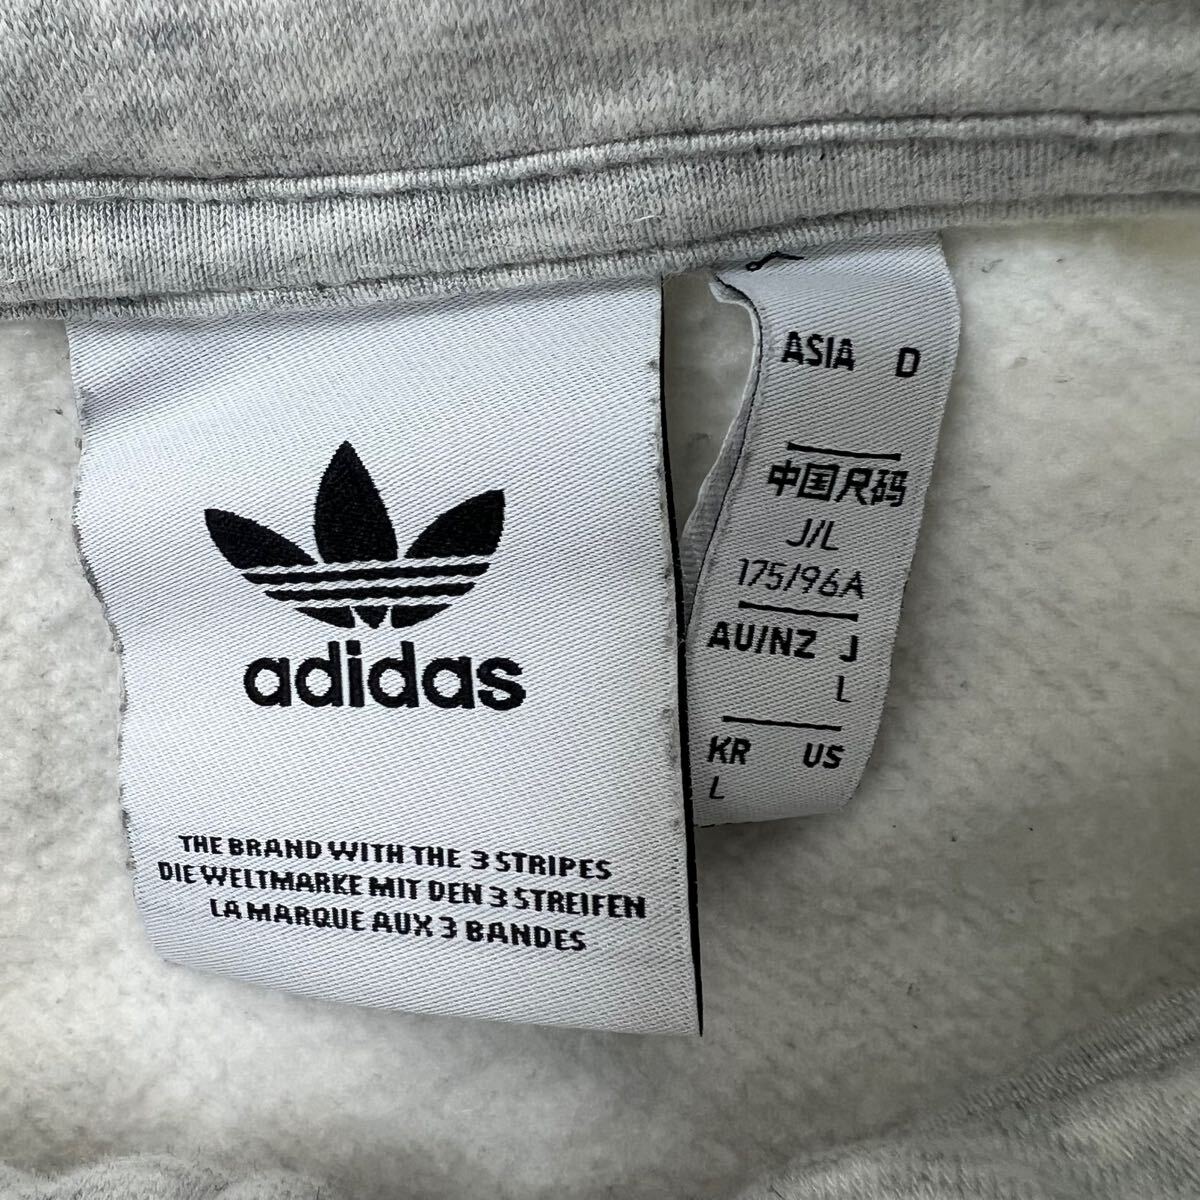 adidas
THE BRAND WITH THE 3 STRIPES
DIE WELTMARKE MIT DEN 3 STREIFEN
LA MARQUE AUX 3 BANDES
ASIA D
中国尺码
J/L
175/96A
AU/NZ J
L
KR US
L